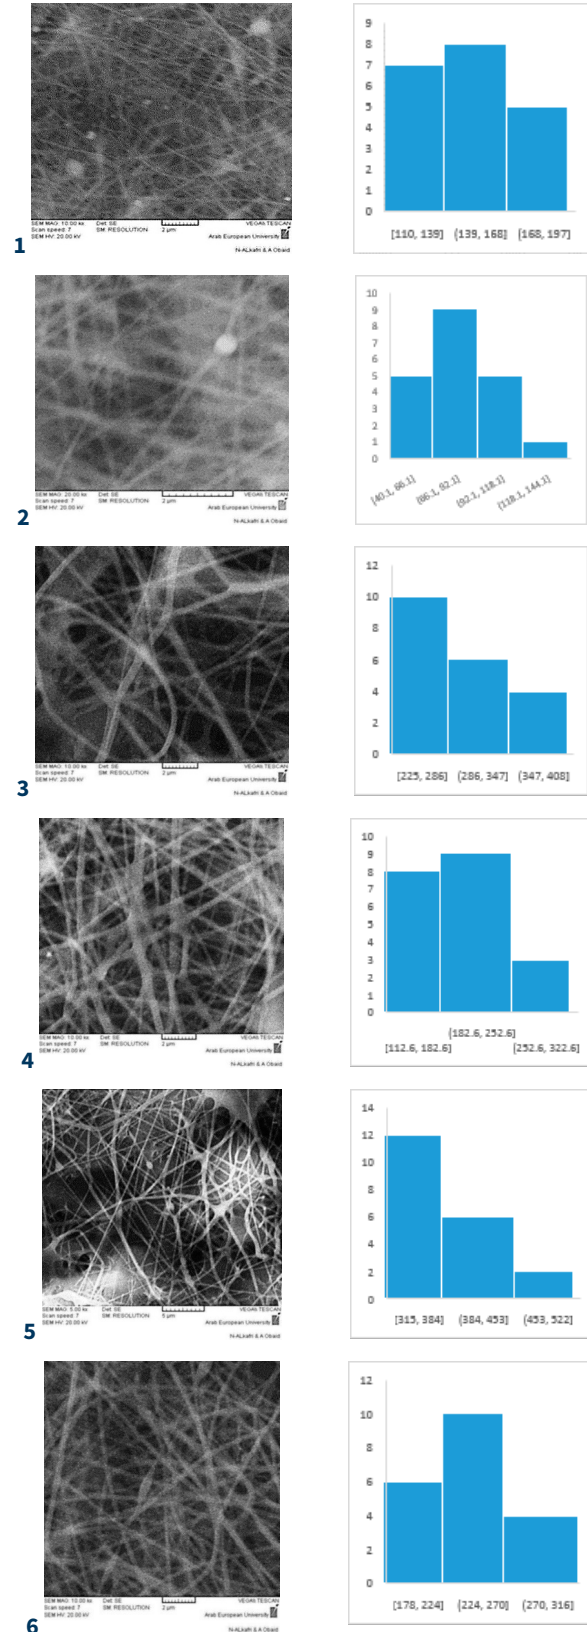 9
8
7
6
5
4
3
2
1
0
[110, 139] (139, 168] (168, 197]
SEM MAG: 10.00 kx Det: SE VEGA\\ TESCAN
Scan speed: 7 SM: RESOLUTION 2 µm
SEM HV: 20.00 kV Arab European University
N-ALkafri & A Obaid
1
10
9
8
7
6
5
4
3
2
1
0
[40.1, 66.1] (66.1, 92.1] (92.1, 118.1] (118.1, 144.1]
SEM MAG: 20.00 kx Det: SE VEGA\\ TESCAN
Scan speed: 7 SM: RESOLUTION 2 µm
SEM HV: 20.00 kV Arab European University
N-ALkafri & A Obaid
2
12
10
8
6
4
2
0
[225, 286] (286, 347] (347, 408]
SEM MAG: 10.00 kx Det: SE VEGA\\ TESCAN
Scan speed: 7 SM: RESOLUTION 2 µm
SEM HV: 20.00 kV Arab European University
N-ALkafri & A Obaid
3
10
9
8
7
6
5
4
3
2
1
0
(182.6, 252.6]
[112.6, 182.6] (252.6, 322.6]
SEM MAG: 10.00 kx Det: SE VEGA\\ TESCAN
Scan speed: 7 SM: RESOLUTION 2 µm
SEM HV: 20.00 kV Arab European University
N-ALkafri & A Obaid
4
14
12
10
8
6
4
2
0
[315, 384] (384, 453] (453, 522]
SEM MAG: 5.00 kx Det: SE VEGA\\ TESCAN
Scan speed: 7 SM: RESOLUTION 5 µm
SEM HV: 20.00 kV Arab European University
N-ALkafri & A Obaid
5
12
10
8
6
4
2
0
[178, 224] (224, 270] (270, 316]
SEM MAG: 10.00 kx Det: SE VEGA\\ TESCAN
Scan speed: 7 SM: RESOLUTION 2 µm
SEM HV: 20.00 kV Arab European University
N-ALkafri & A Obaid
6